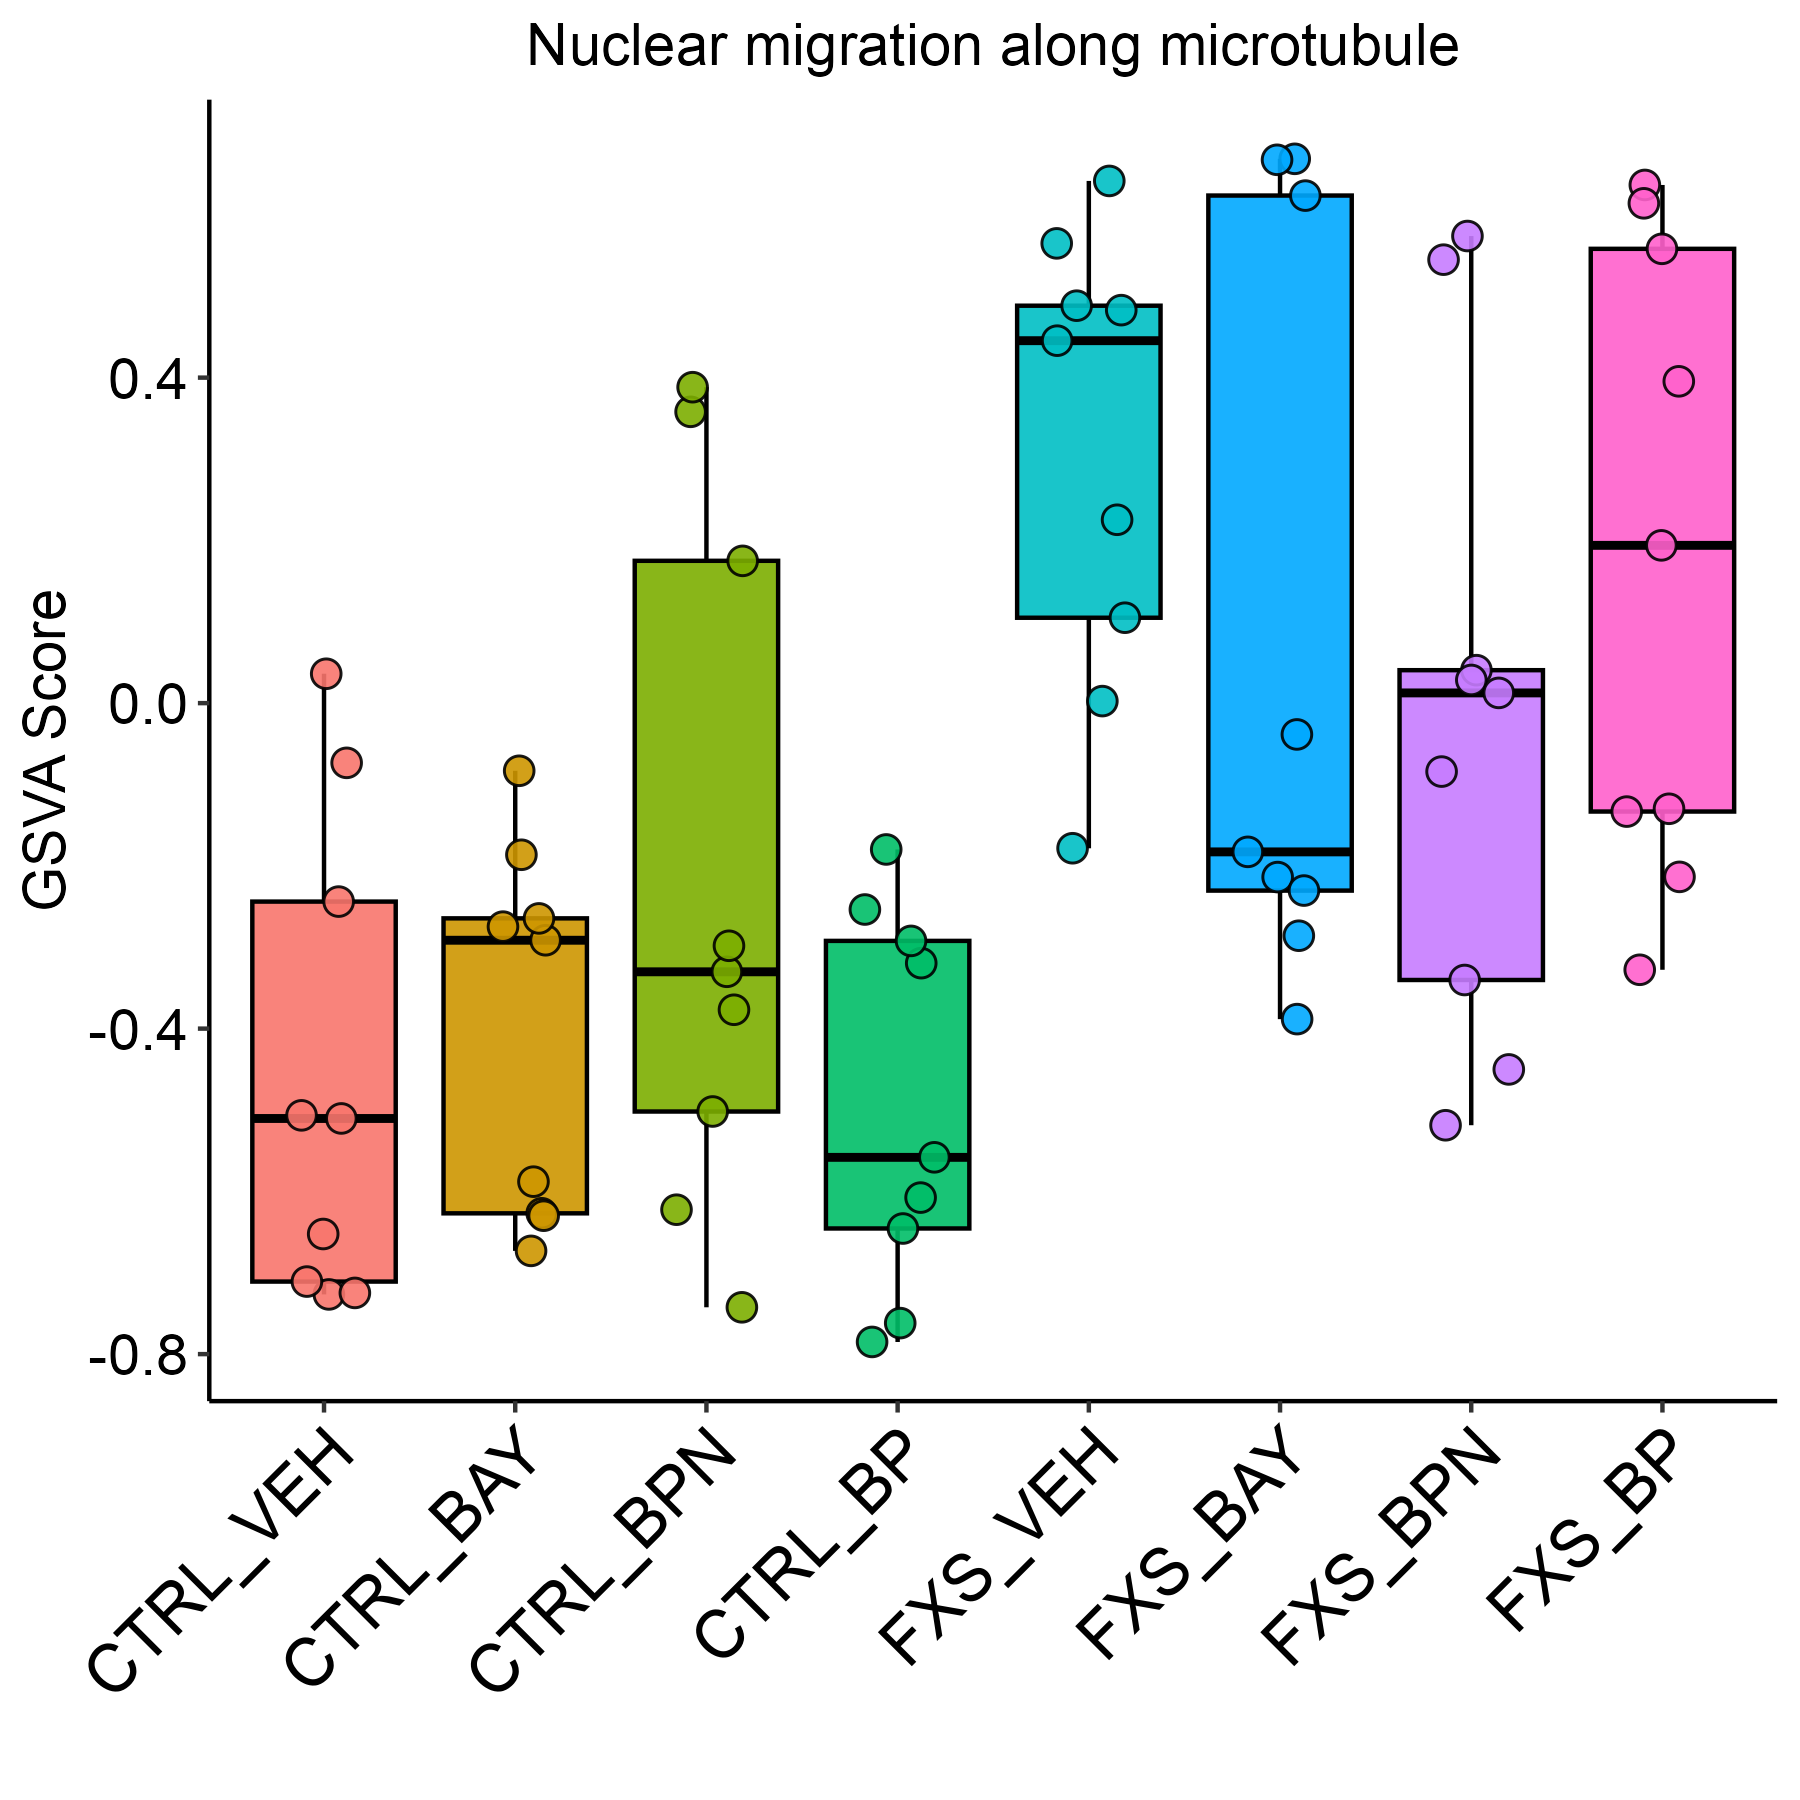 Nuclear migration along microtubule
GSVA Score
0.4
0.0
-0.4
-0.8
CTRL_VEH
CTRL_BAY
CTRL_BPN
CTRL_BP
FXS_VEH
FXS_BAY
FXS_BPN
FXS_BP